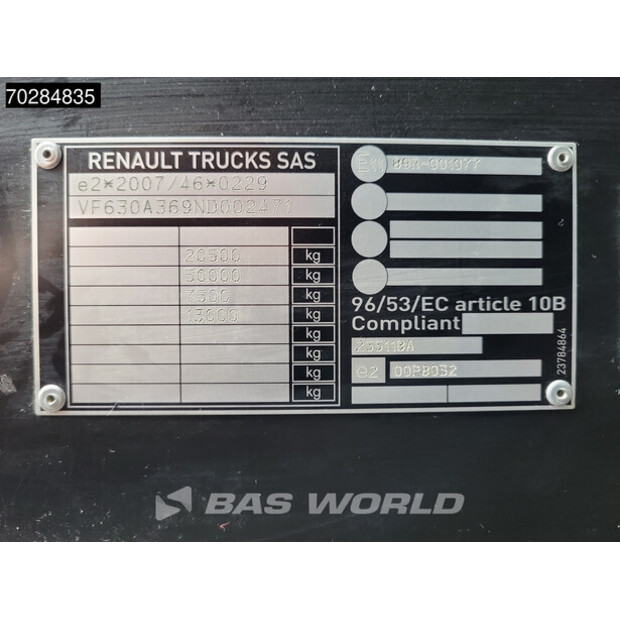 70284835
RENAULT TRUCKS SAS
e2*2007/46*0229
VF630A369ND002471
20500 kg
50000 kg
7500 kg
13000 kg
kg
kg
kg
kg
96/53/EC article 10B
Compliant
e2
23784864
BAS WORLD